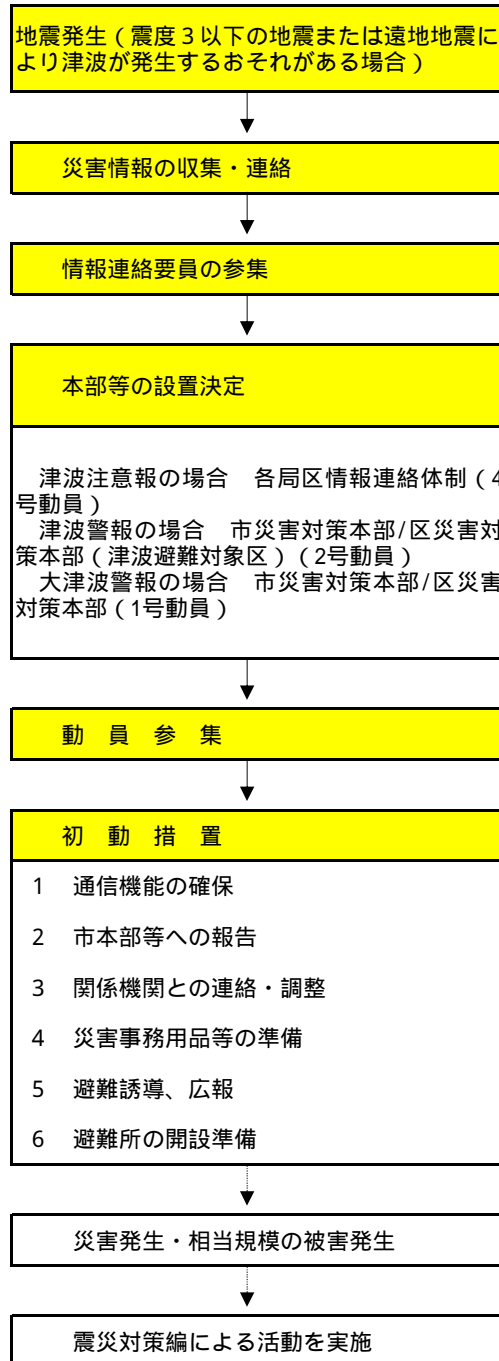 地震発生（震度３以下の地震または遠地地震に
より津波が発生するおそれがある場合）
災害情報の収集・連絡
情報連絡要員の参集
本部等の設置決定
津波注意報の場合　各局区情報連絡体制（4
号動員）
津波警報の場合　市災害対策本部/区災害対
策本部（津波避難対象区）（2号動員）
大津波警報の場合　市災害対策本部/区災害
対策本部（1号動員）
動　員　参　集
初　動　措　置
1　通信機能の確保
2　市本部等への報告
3　関係機関との連絡・調整
4　災害事務用品等の準備
5　避難誘導、広報
6　避難所の開設準備
災害発生・相当規模の被害発生
震災対策編による活動を実施